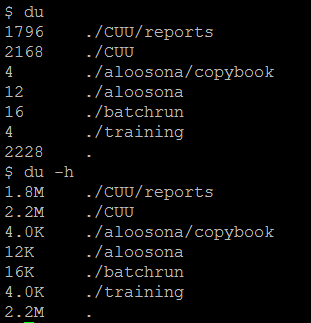 $ du
1796 ./CUU/reports
2168 ./CUU
4 ./aloosona/copybook
12 ./aloosona
16 ./batchrun
4 ./training
2228 .
$ du -h
1.8M ./CUU/reports
2.2M ./CUU
4.0K ./aloosona/copybook
12K ./aloosona
16K ./batchrun
4.0K ./training
2.2M .